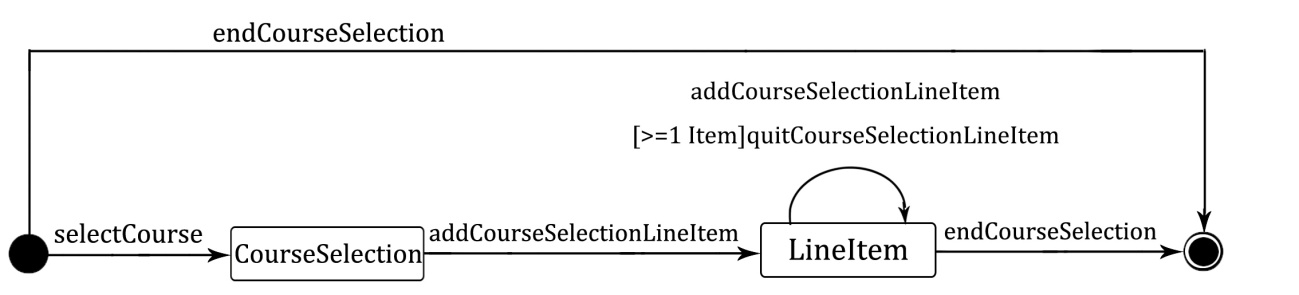 endCourseSelection
addCourseSelectionLineItem
[>=1 Item]quitCourseSelectionLineItem
selectCourse
CourseSelection
addCourseSelectionLineItem
LineItem
endCourseSelection